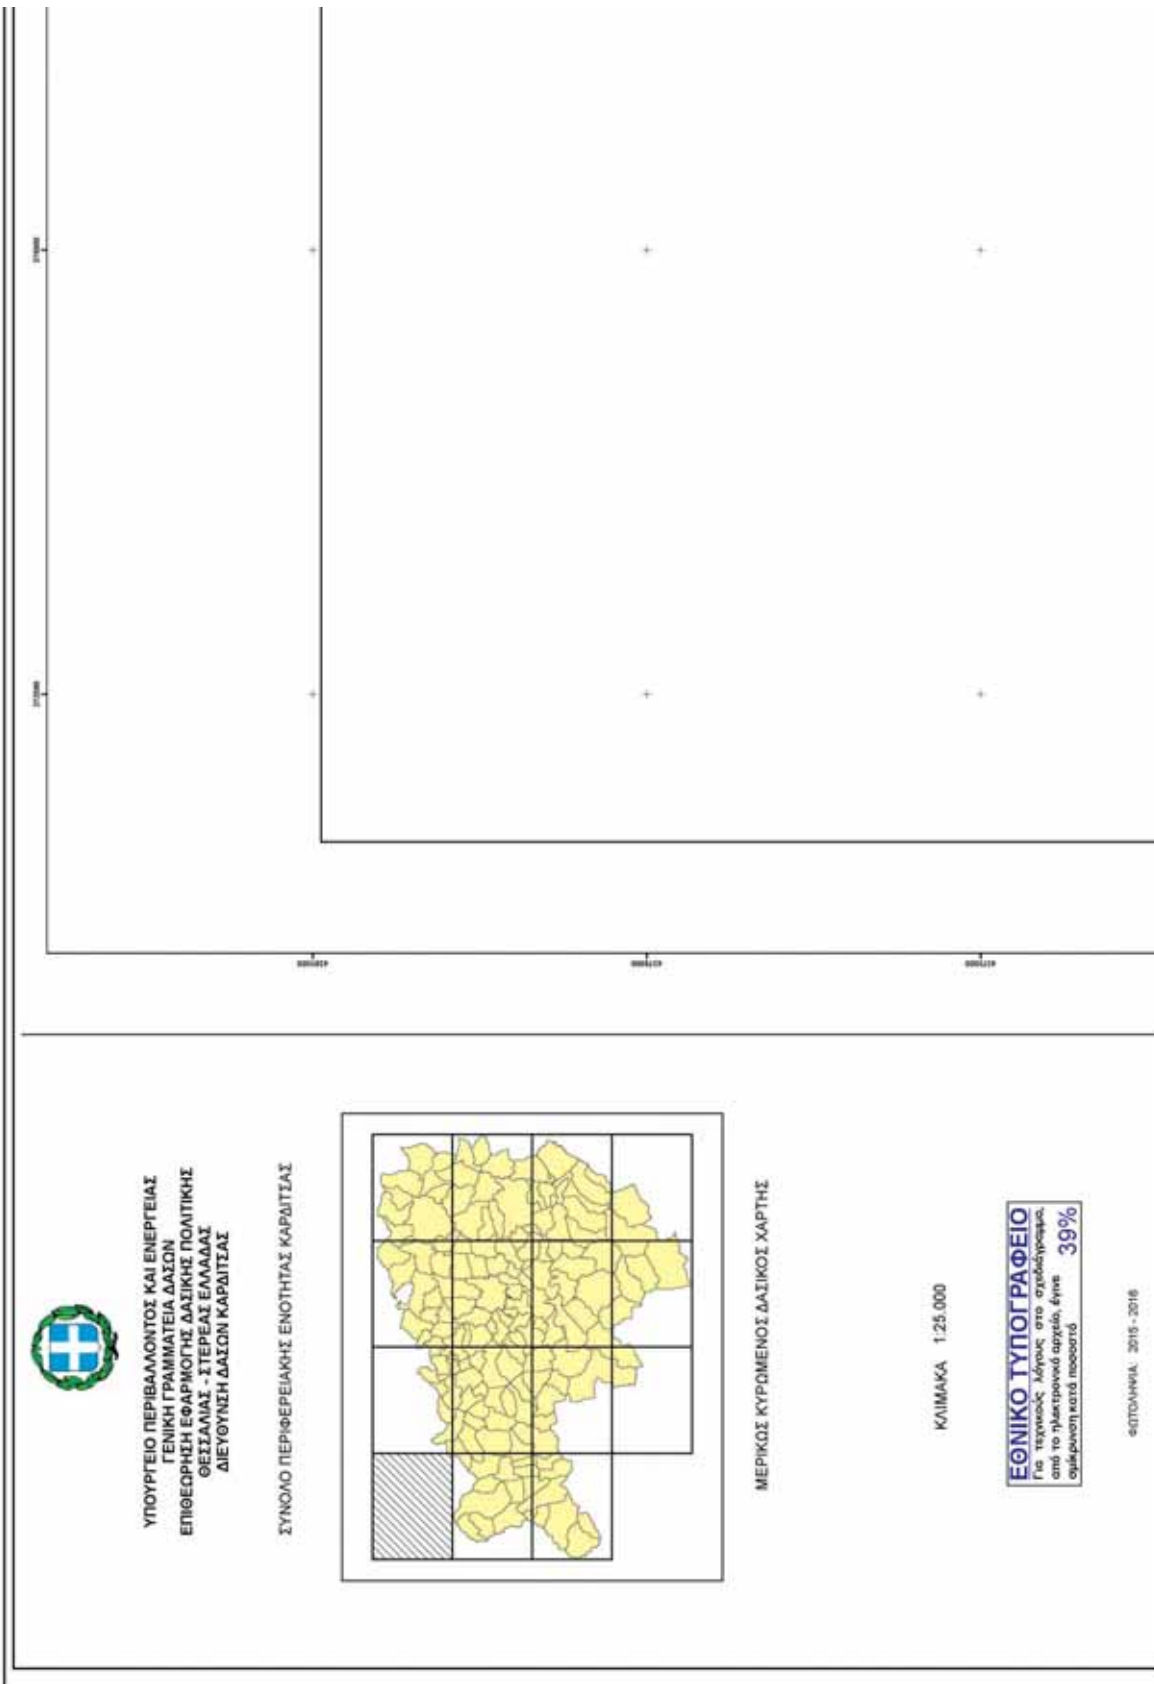 ΥΠΟΥΡΓΕΙΟ ΠΕΡΙΒΑΛΛΟΝΤΟΣ ΚΑΙ ΕΝΕΡΓΕΙΑΣ
ΓΕΝΙΚΗ ΓΡΑΜΜΑΤΕΙΑ ΔΑΣΩΝ
ΕΠΙΘΕΩΡΗΣΗ ΕΦΑΡΜΟΓΗΣ ΔΑΣΙΚΗΣ ΠΟΛΙΤΙΚΗΣ
ΘΕΣΣΑΛΙΑΣ - ΣΤΕΡΕΑΣ ΕΛΛΑΔΑΣ
ΔΙΕΥΘΥΝΣΗ ΔΑΣΩΝ ΚΑΡΔΙΤΣΑΣ
ΣΥΝΟΛΟ ΠΕΡΙΦΕΡΕΙΑΚΗΣ ΕΝΟΤΗΤΑΣ ΚΑΡΔΙΤΣΑΣ
ΜΕΡΙΚΩΣ ΚΥΡΩΜΕΝΟΣ ΔΑΣΙΚΟΣ ΧΑΡΤΗΣ
ΚΛΙΜΑΚΑ 1:25.000
ΕΘΝΙΚΟ ΤΥΠΟΓΡΑΦΕΙΟ
Για τεχνικούς λόγους στο σχεδιάγραμμα,
από το ηλεκτρονικό αρχείο, έγινε
σμίκρυνση κατά ποσοστό 39%
ΦΩΤΟΛΗΨΙΑ: 2015 - 2016